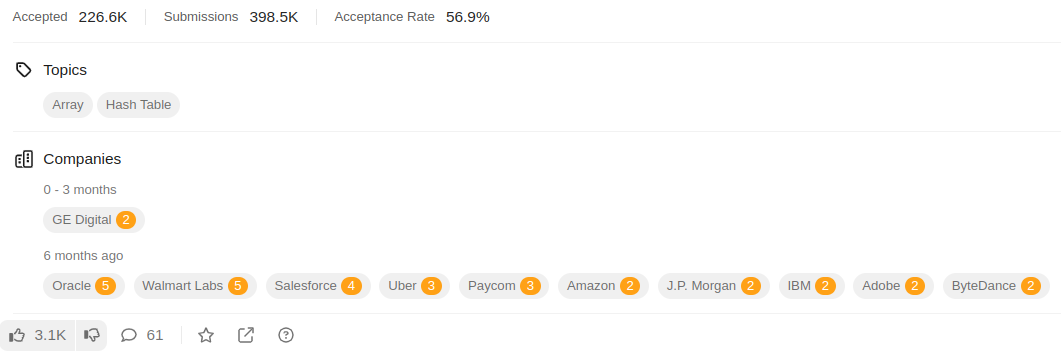 Accepted 226.6K Submissions 398.5K Acceptance Rate 56.9%
Topics
Array Hash Table
Companies
0 - 3 months
GE Digital 2
6 months ago
Oracle 5 Walmart Labs 5 Salesforce 4 Uber 3 Paycom 3 Amazon 2 J.P. Morgan 2 IBM 2 Adobe 2 ByteDance 2
3.1K 61